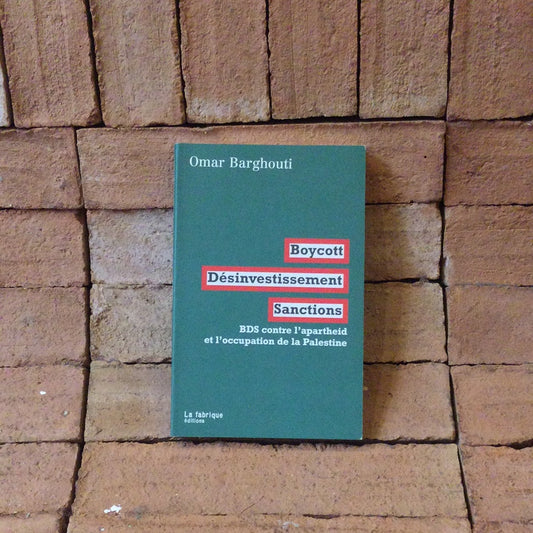 Omar Barghouti
Boycott
Désinvestissement
Sanctions
BDS contre l'apartheid
et l'occupation de la Palestine
La fabrique
éditions